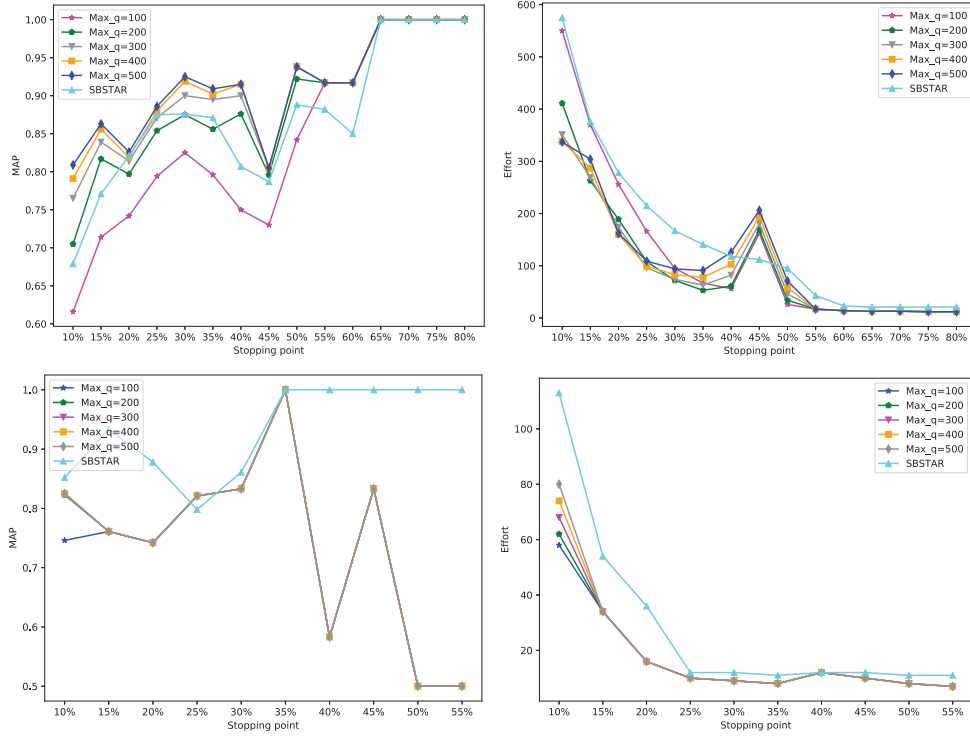 1.00
0.95
0.90
0.85
0.80
0.75
0.70
0.65
0.60
MAP
Max_q=100
Max_q=200
Max_q=300
Max_q=400
Max_q=500
SBSTAR
10% 15% 20% 25% 30% 35% 40% 45% 50% 55% 60% 65% 70% 75% 80%
Stopping point
600
500
400
300
200
100
0
Effort
Max_q=100
Max_q=200
Max_q=300
Max_q=400
Max_q=500
SBSTAR
10% 15% 20% 25% 30% 35% 40% 45% 50% 55% 60% 65% 70% 75% 80%
Stopping point
1.0
0.9
0.8
0.7
0.6
0.5
MAP
Max_q=100
Max_q=200
Max_q=300
Max_q=400
Max_q=500
SBSTAR
10% 15% 20% 25% 30% 35% 40% 45% 50% 55%
Stopping point
100
80
60
40
20
Effort
Max_q=100
Max_q=200
Max_q=300
Max_q=400
Max_q=500
SBSTAR
10% 15% 20% 25% 30% 35% 40% 45% 50% 55%
Stopping point